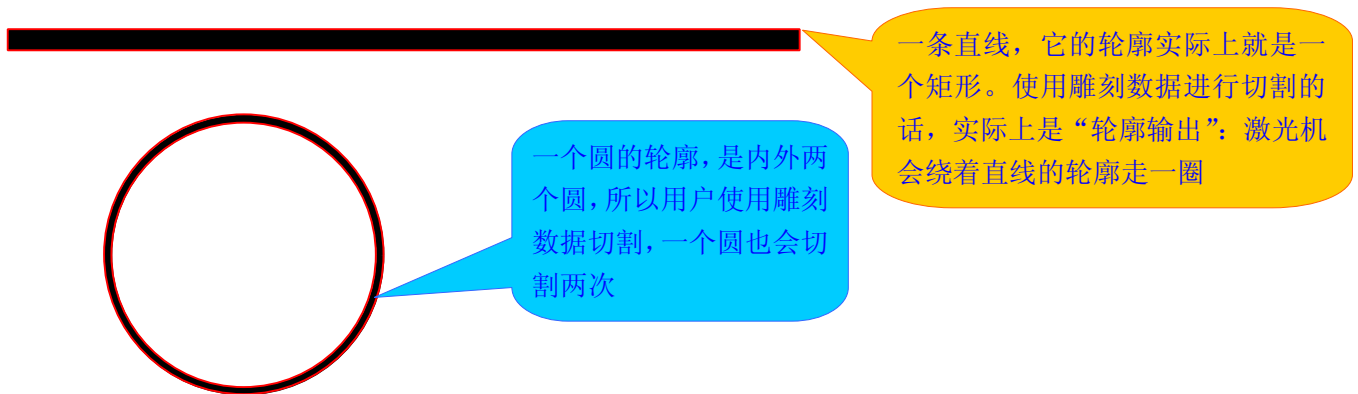 一条直线，它的轮廓实际上就是一
个矩形。使用雕刻数据进行切割的
话，实际上是“轮廓输出”：激光机
会绕着直线的轮廓走一圈
一个圆的轮廓，是内外两
个圆，所以用户使用雕刻
数据切割，一个圆也会切
割两次